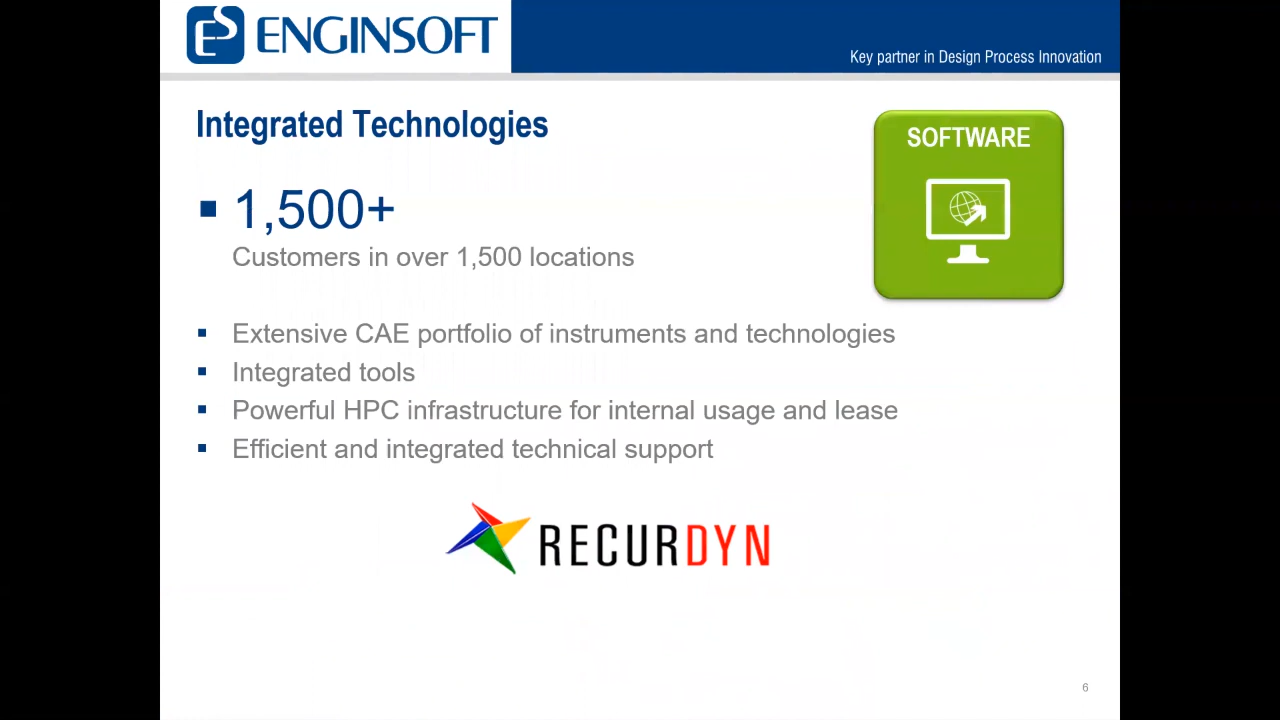 ENGINSOFT
Key partner in Design Process Innovation
Integrated Technologies
SOFTWARE
1,500+
Customers in over 1,500 locations
Extensive CAE portfolio of instruments and technologies
Integrated tools
Powerful HPC infrastructure for internal usage and lease
Efficient and integrated technical support
RECURDYN
6